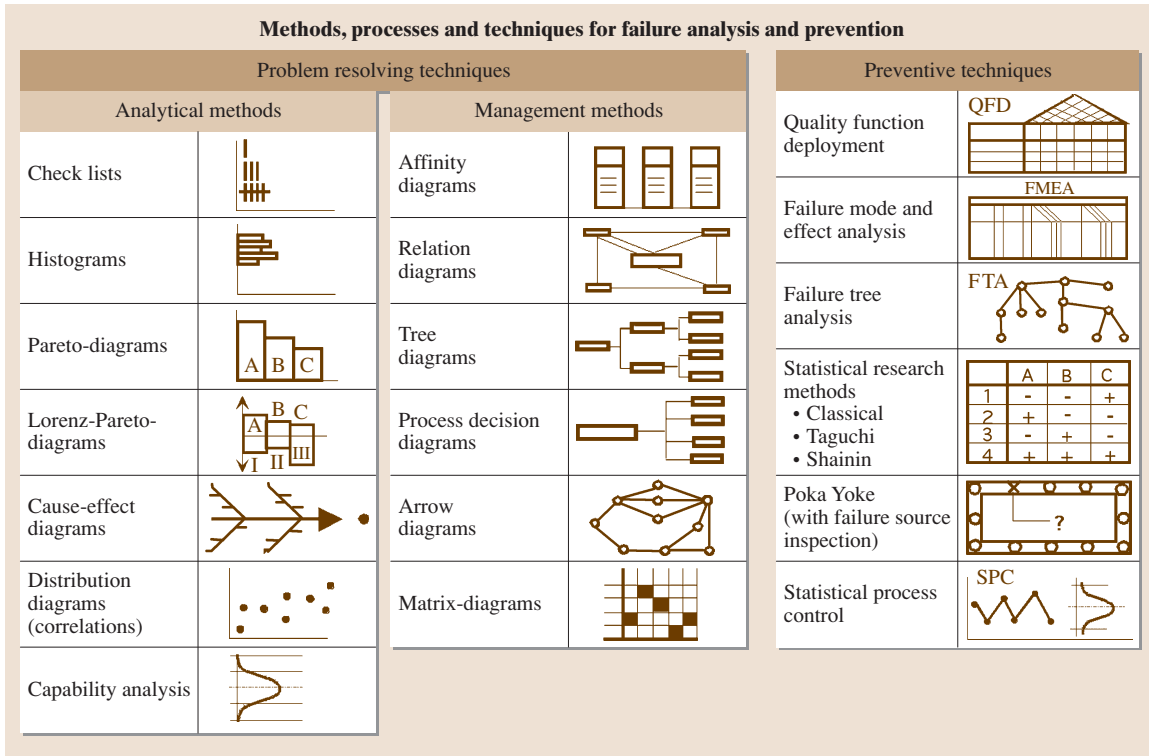 Methods, processes and techniques for failure analysis and prevention
Problem resolving techniques
Analytical methods
Check lists
Histograms
Pareto-diagrams
A B C
Lorenz-Pareto-
diagrams
A B C
I II III
Cause-effect
diagrams
Distribution
diagrams
(correlations)
Capability analysis
Management methods
Affinity
diagrams
Relation
diagrams
Tree
diagrams
Process decision
diagrams
Arrow
diagrams
Matrix-diagrams
Preventive techniques
Quality function
deployment
QFD
Failure mode and
effect analysis
FMEA
Failure tree
analysis
FTA
Statistical research
methods
• Classical
• Taguchi
• Shainin
A B C
1 - - +
2 + - -
3 - + -
4 + + +
Poka Yoke
(with failure source
inspection)
X
?
Statistical process
control
SPC